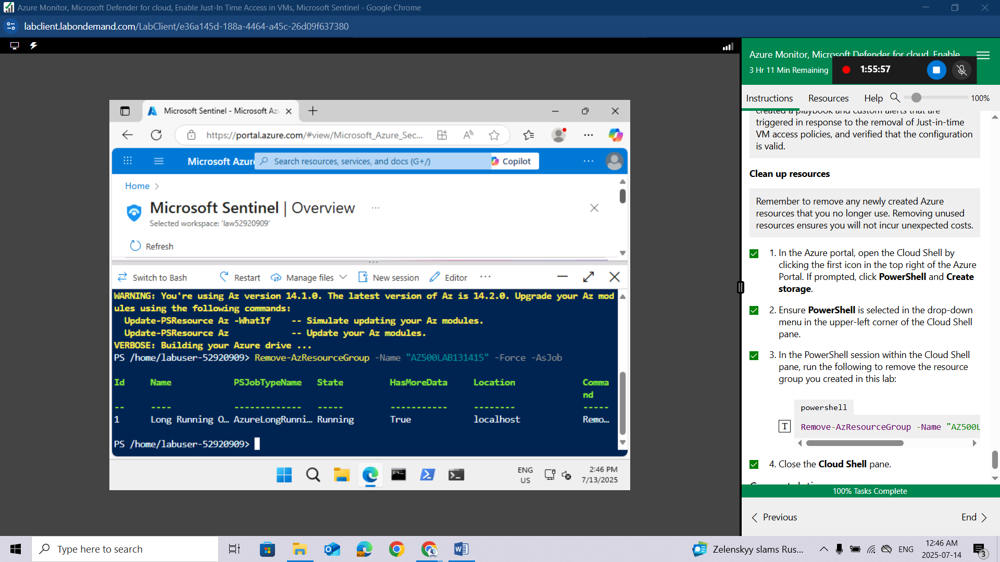 Azure Monitor, Microsoft Defender for cloud, Enable Just-In Time Access in VMs, Microsoft Sentinel - Google Chrome
labclient.labondemand.com/LabClient/e36a145d-188a-4464-a45c-26d09f637380
Microsoft Sentinel - Microsoft Az
https://portal.azure.com/#view/Microsoft_Azure_Sec...
Microsoft Azur
Search resources, services, and docs (G+/)
Copilot
Home
Microsoft Sentinel | Overview
Selected workspace: 'law52920909'
Refresh
Switch to Bash
Restart
Manage files
New session
Editor
WARNING: You're using Az version 14.1.0. The latest version of Az is 14.2.0. Upgrade your Az mod
ules using the following commands:
Update-PSResource Az -WhatIf -- Simulate updating your Az modules.
Update-PSResource Az -- Update your Az modules.
VERBOSE: Building your Azure drive ...
PS /home/labuser-52920909> Remove-AzResourceGroup -Name "AZ500LAB131415" -Force -AsJob
Id Name PSJobTypeName State HasMoreData Location Comma
nd
-- ---- ------------- ----- ----------- -------- -----
1 Long Running O… AzureLongRunni… Running True localhost Remo…
PS /home/labuser-52920909>
ENG
US
2:46 PM
7/13/2025
Azure Monitor, Microsoft Defender for cloud, Enable
3 Hr 11 Min Remaining
1:55:57
Instructions
Resources
Help
100%
created a playbook and custom alerts that are
triggered in response to the removal of Just-in-time
VM access policies, and verified that the configuration
is valid.
Clean up resources
Remember to remove any newly created Azure
resources that you no longer use. Removing unused
resources ensures you will not incur unexpected costs.
1. In the Azure portal, open the Cloud Shell by
clicking the first icon in the top right of the Azure
Portal. If prompted, click PowerShell and Create
storage.
2. Ensure PowerShell is selected in the drop-down
menu in the upper-left corner of the Cloud Shell
pane.
3. In the PowerShell session within the Cloud Shell
pane, run the following to remove the resource
group you created in this lab:
powershell
T
Remove-AzResourceGroup -Name "AZ500L
4. Close the Cloud Shell pane.
100% Tasks Complete
Previous
End
Type here to search
Zelenskyy slams Rus...
ENG
12:46 AM
2025-07-14
3